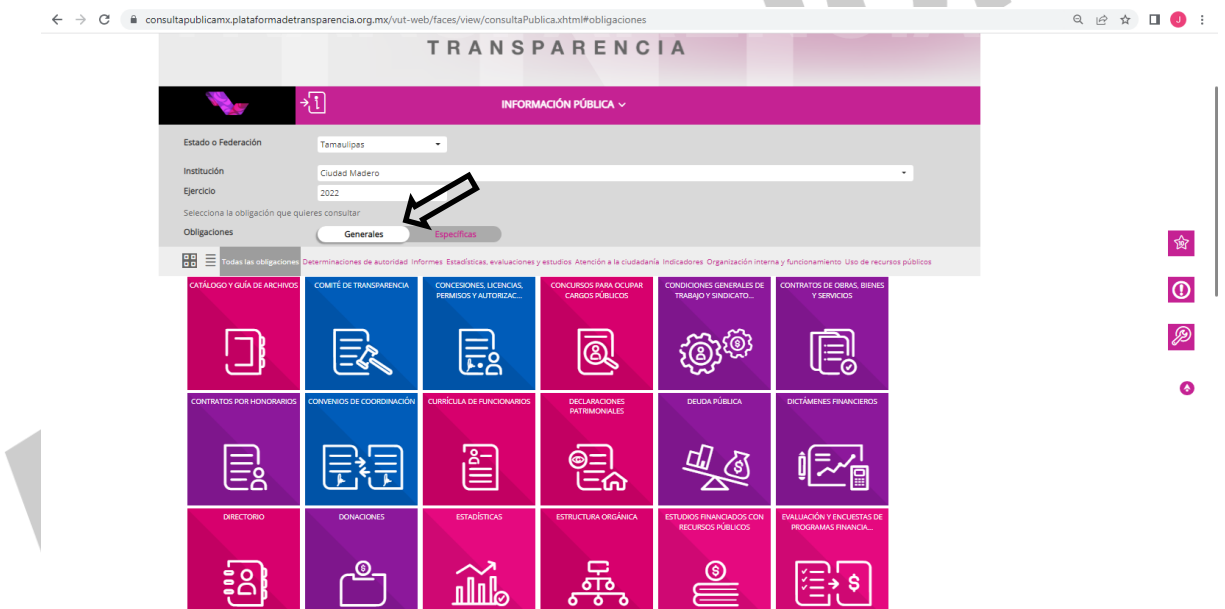 consultapublicamx.plataformadetransparencia.org.mx/vut-web/faces/view/consultaPublica.xhtml#obligaciones
J
TRANSPARENCIA
INFORMACIÓN PÚBLICA
Estado o Federación
Tamaulipas
Institución
Ciudad Madero
Ejercicio
2022
Selecciona la obligación que quieres consultar
Obligaciones
Generales
Específicas
Todas las obligaciones Determinaciones de autoridad Informes Estadísticas, evaluaciones y estudios Atención a la ciudadanía Indicadores Organización interna y funcionamiento Uso de recursos públicos
CATÁLOGO Y GUÍA DE ARCHIVOS
COMITÉ DE TRANSPARENCIA
CONCESIONES, LICENCIAS,
PERMISOS Y AUTORIZAC...
CONCURSOS PARA OCUPAR
CARGOS PÚBLICOS
CONDICIONES GENERALES DE
TRABAJO Y SINDICATO...
CONTRATOS DE OBRAS, BIENES
Y SERVICIOS
CONTRATOS POR HONORARIOS
CONVENIOS DE COORDINACIÓN
CURRÍCULA DE FUNCIONARIOS
DECLARACIONES
PATRIMONIALES
DEUDA PÚBLICA
DICTÁMENES FINANCIEROS
DIRECTORIO
DONACIONES
ESTADÍSTICAS
ESTRUCTURA ORGÁNICA
ESTUDIOS FINANCIADOS CON
RECURSOS PÚBLICOS
EVALUACIÓN Y ENCUESTAS DE
PROGRAMAS FINANCIA...